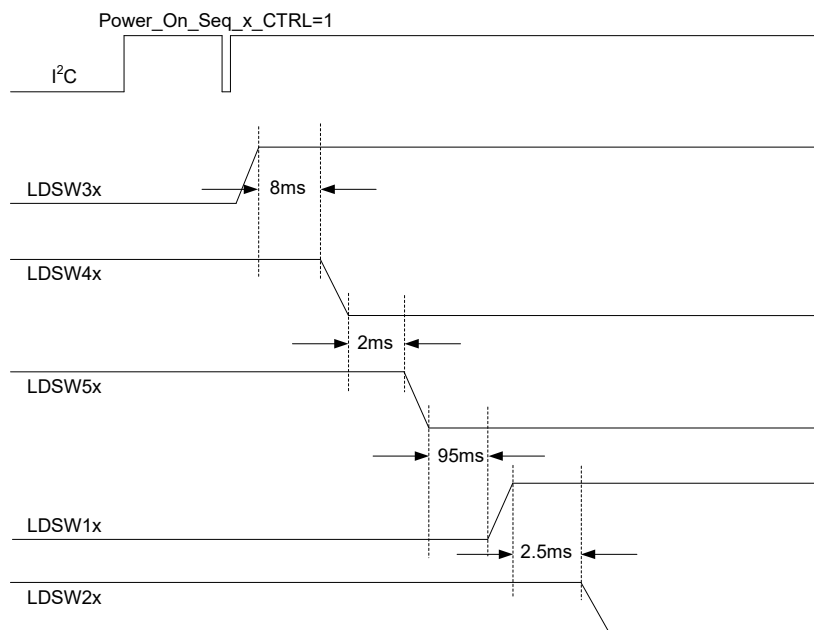 Power_On_Seq_x_CTRL=1
I²C
LDSW3x
8ms
LDSW4x
2ms
LDSW5x
95ms
LDSW1x
2.5ms
LDSW2x